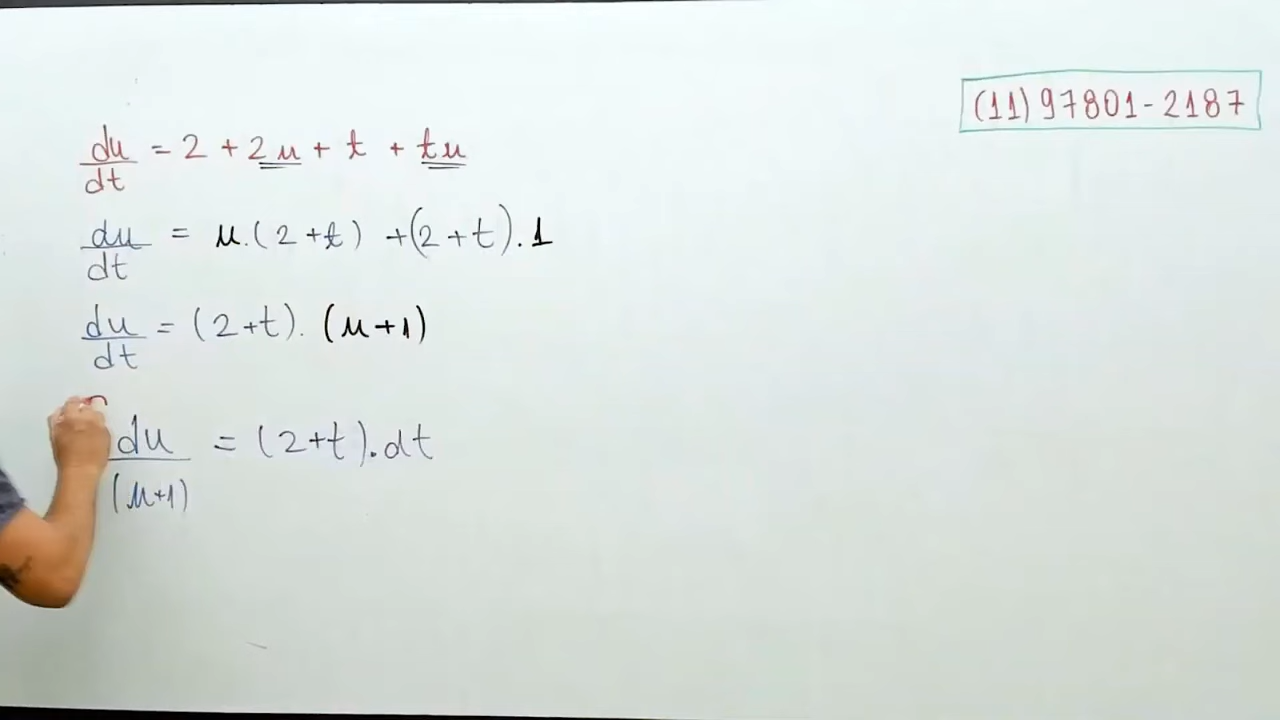 (11) 97801-2187
du/dt = 2 + 2u + t + tu
du/dt = u.(2+t) + (2+t).1
du/dt = (2+t).(u+1)
du/(u+1) = (2+t).dt